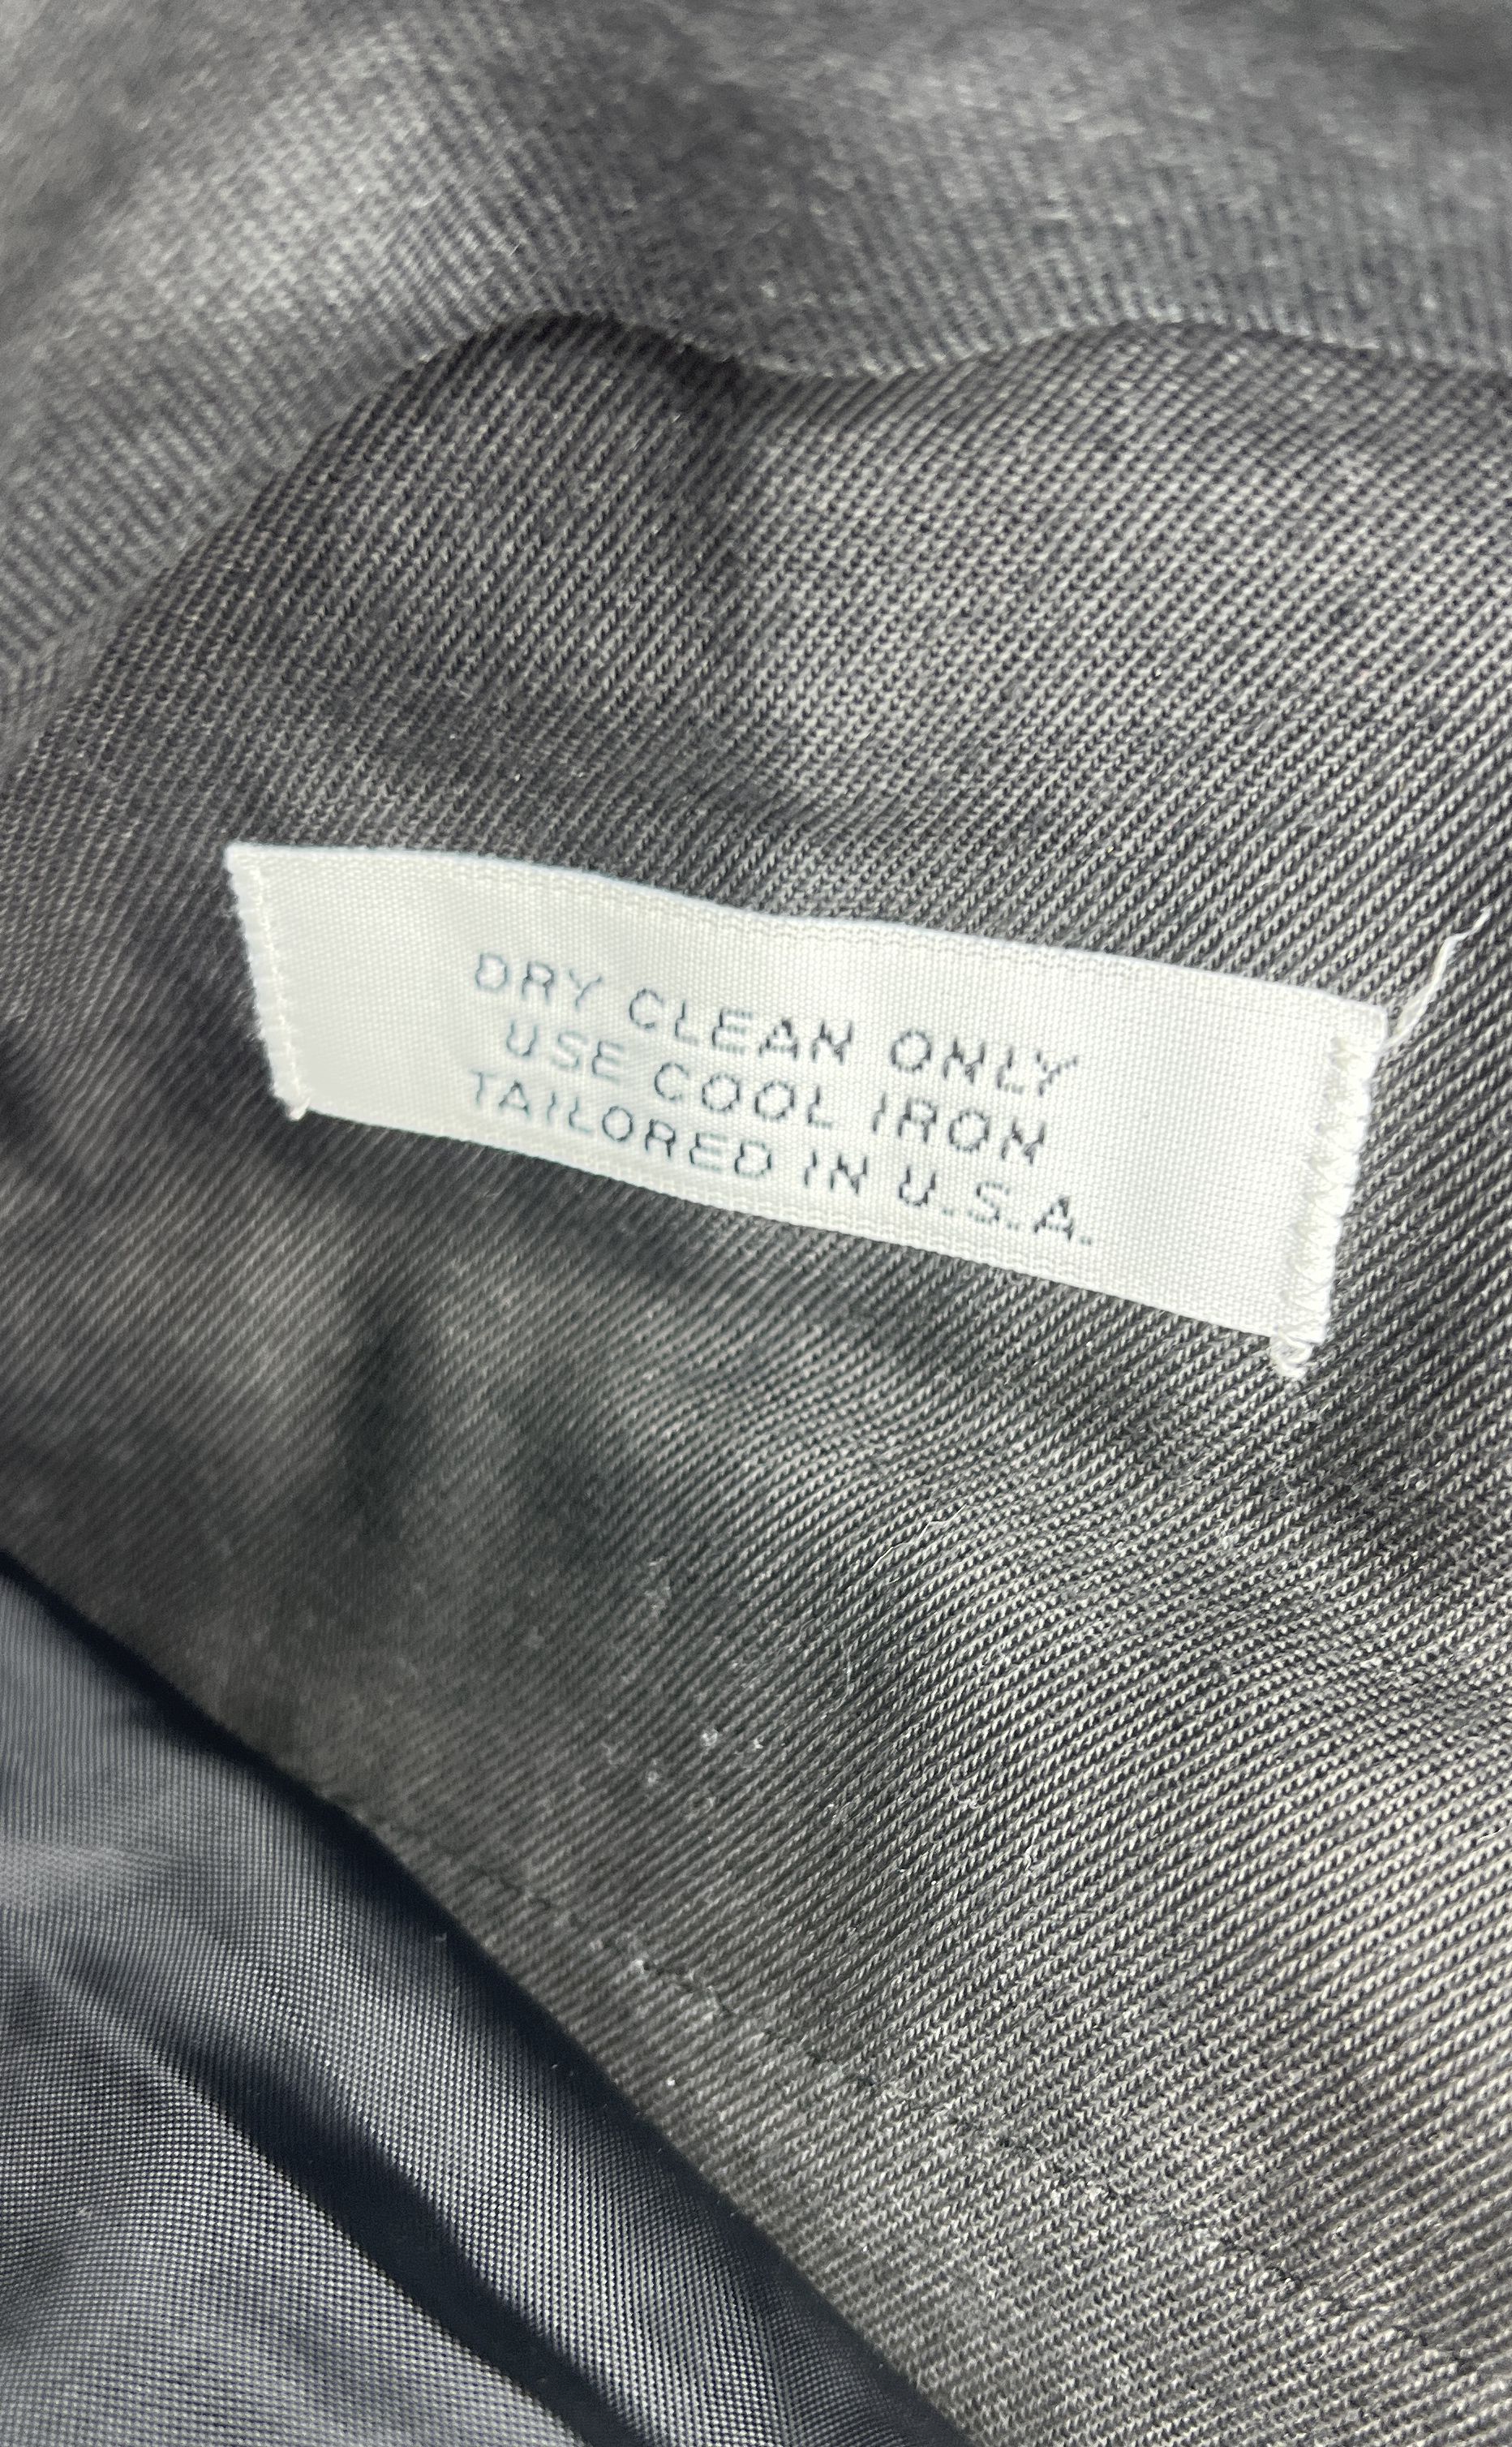 DRY CLEAN ONLY
USE COOL IRON
TAILORED IN U.S.A.